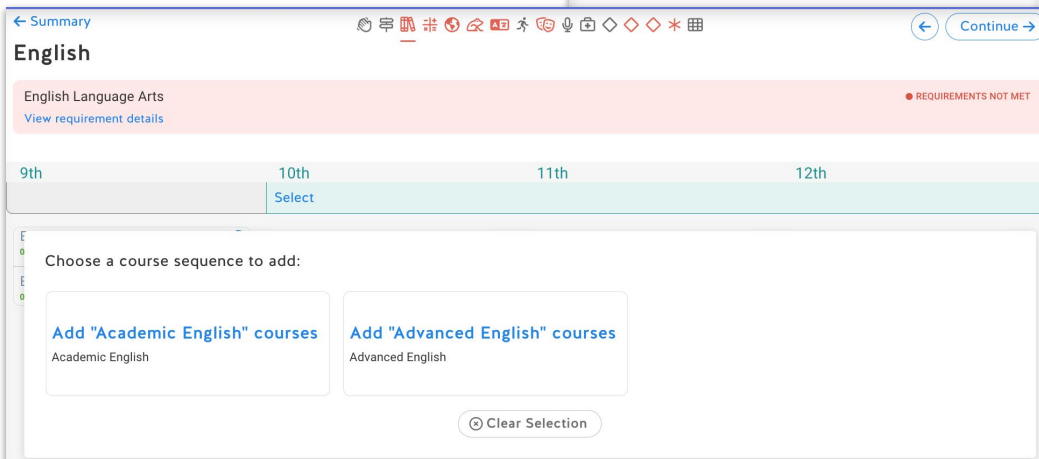 ← Summary
Continue →
English
English Language Arts
REQUIREMENTS NOT MET
View requirement details
9th 10th 11th 12th
Select
Choose a course sequence to add:
Add "Academic English" courses
Academic English
Add "Advanced English" courses
Advanced English
Clear Selection